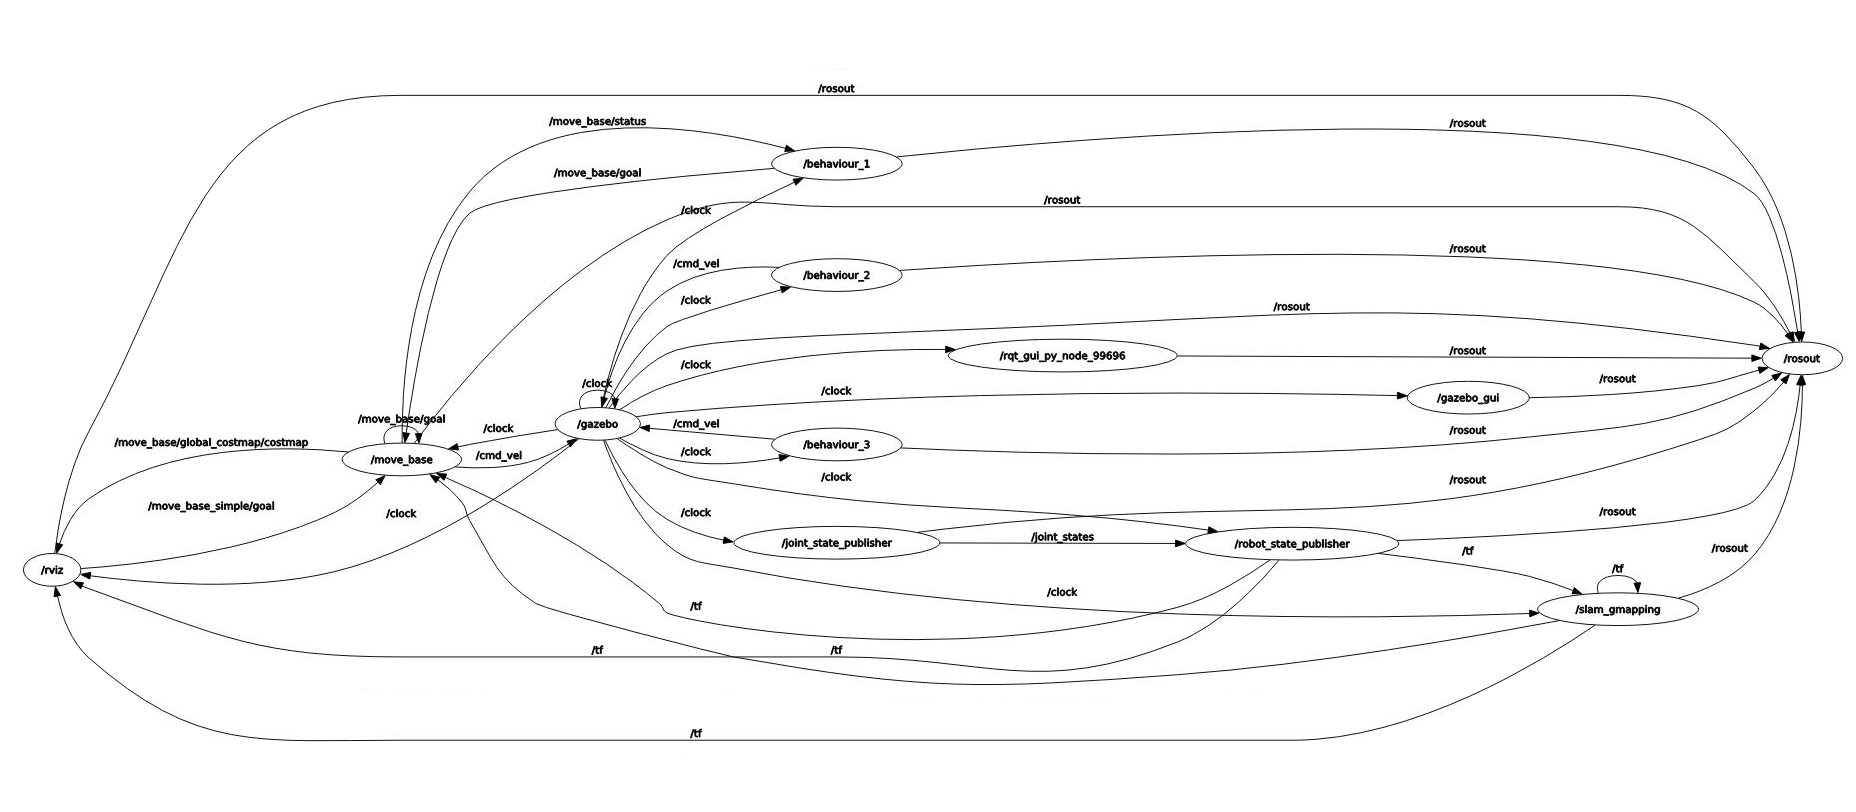 /rosout
/move_base/status
/rosout
/behaviour_1
/move_base/goal
/rosout
/clock
/rosout
/cmd_vel
/behaviour_2
/clock
/rosout
/rosout
/rqt_gui_py_node_99696
/rosout
/clock
/rosout
/clock
/clock
/gazebo_gui
/move_base/goal
/gazebo
/cmd_vel
/clock
/rosout
/move_base/global_costmap/costmap
/behaviour_3
/clock
/cmd_vel
/move_base
/clock
/rosout
/move_base_simple/goal
/clock
/clock
/rosout
/joint_states
/joint_state_publisher
/robot_state_publisher
/rosout
/tf
/rviz
/tf
/clock
/tf
/slam_gmapping
/tf
/tf
/tf